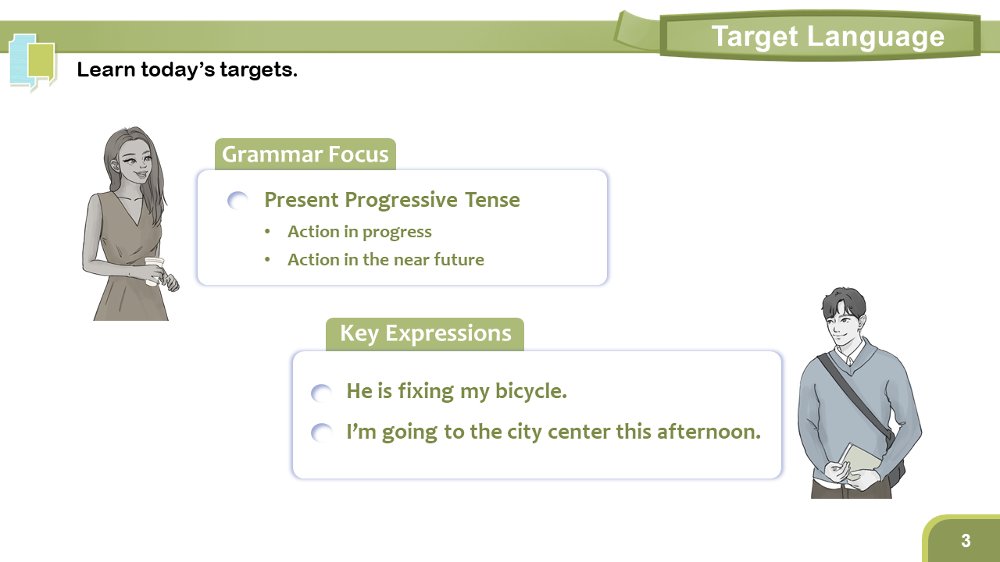 Target Language
Learn today’s targets.
Grammar Focus
Present Progressive Tense
• Action in progress
• Action in the near future
Key Expressions
He is fixing my bicycle.
I’m going to the city center this afternoon.
3